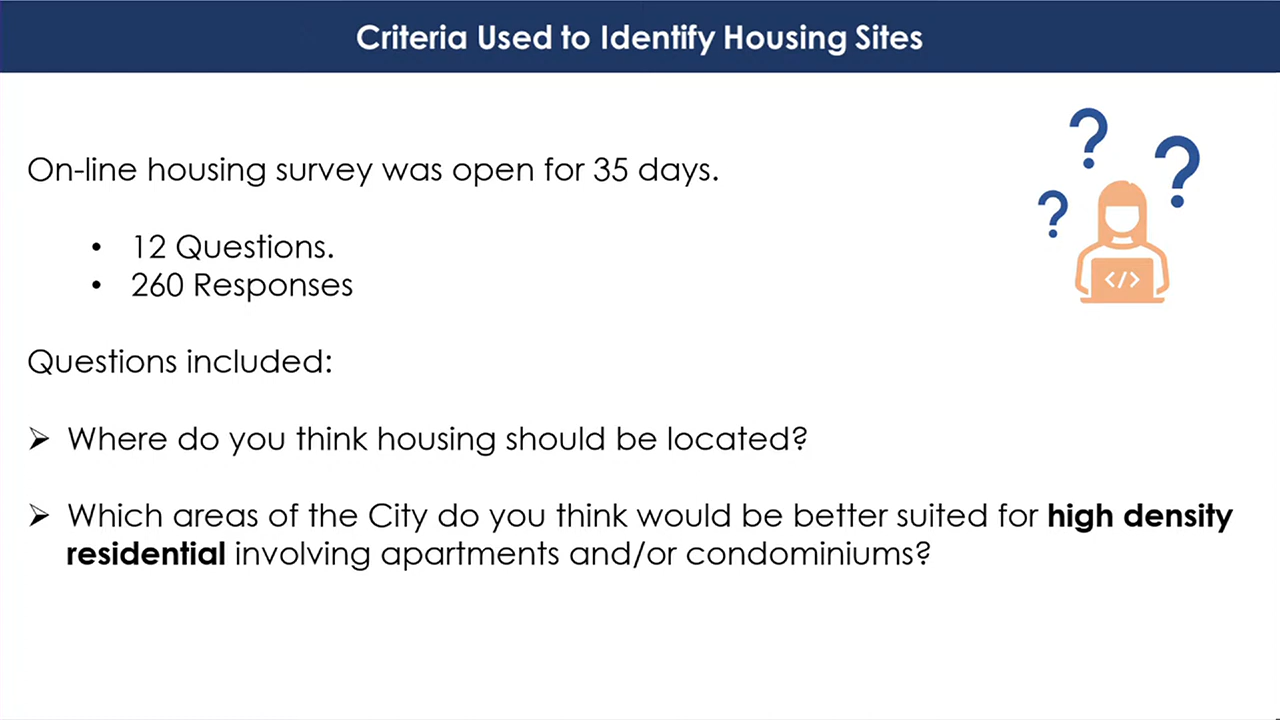 Criteria Used to Identify Housing Sites
On-line housing survey was open for 35 days.
• 12 Questions.
• 260 Responses
Questions included:
➢ Where do you think housing should be located?
➢ Which areas of the City do you think would be better suited for high density
residential involving apartments and/or condominiums?
? ? ?
</>